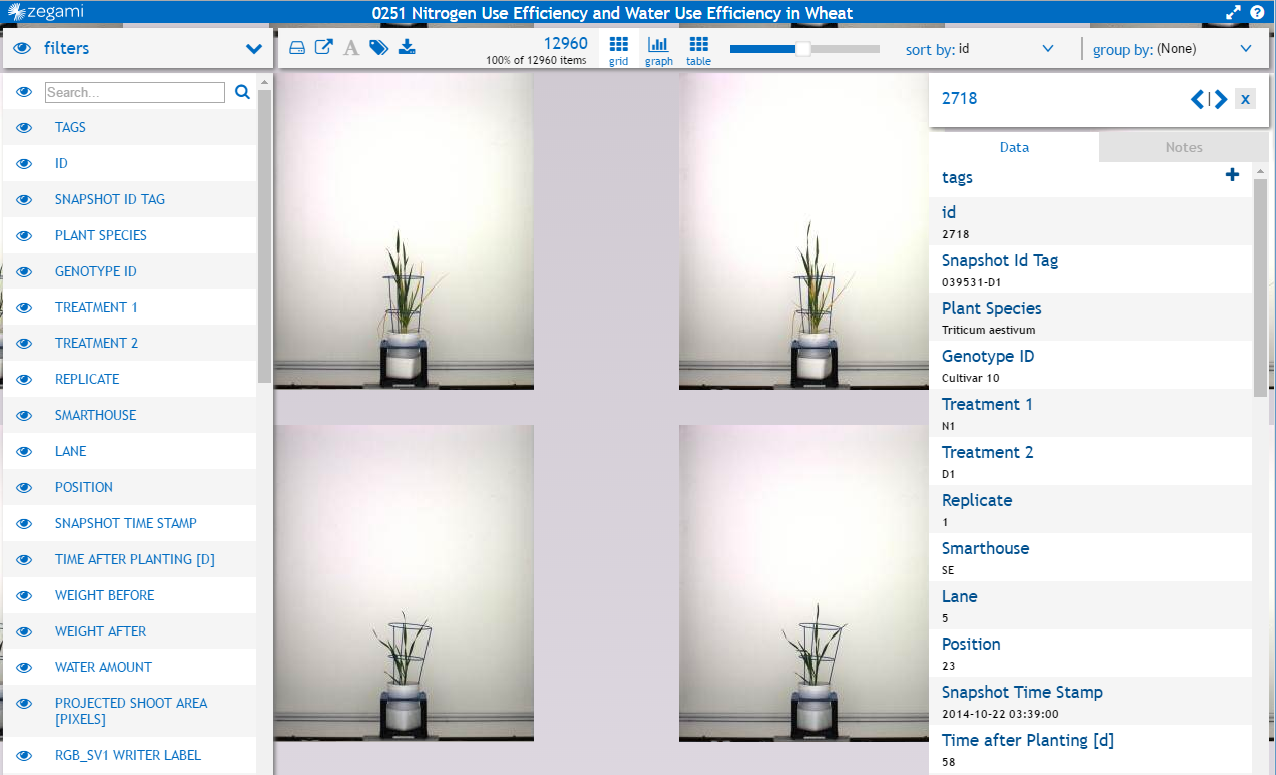 zegami
0251 Nitrogen Use Efficiency and Water Use Efficiency in Wheat
filters
12960
100% of 12960 items
grid
graph
table
sort by: id
group by: (None)
Search...
TAGS
ID
SNAPSHOT ID TAG
PLANT SPECIES
GENOTYPE ID
TREATMENT 1
TREATMENT 2
REPLICATE
SMARTHOUSE
LANE
POSITION
SNAPSHOT TIME STAMP
TIME AFTER PLANTING [D]
WEIGHT BEFORE
WEIGHT AFTER
WATER AMOUNT
PROJECTED SHOOT AREA
[PIXELS]
RGB_SV1 WRITER LABEL
2718
x
Data
Notes
tags
id
2718
Snapshot Id Tag
039531-D1
Plant Species
Triticum aestivum
Genotype ID
Cultivar 10
Treatment 1
N1
Treatment 2
D1
Replicate
1
Smarthouse
SE
Lane
5
Position
23
Snapshot Time Stamp
2014-10-22 03:39:00
Time after Planting [d]
58